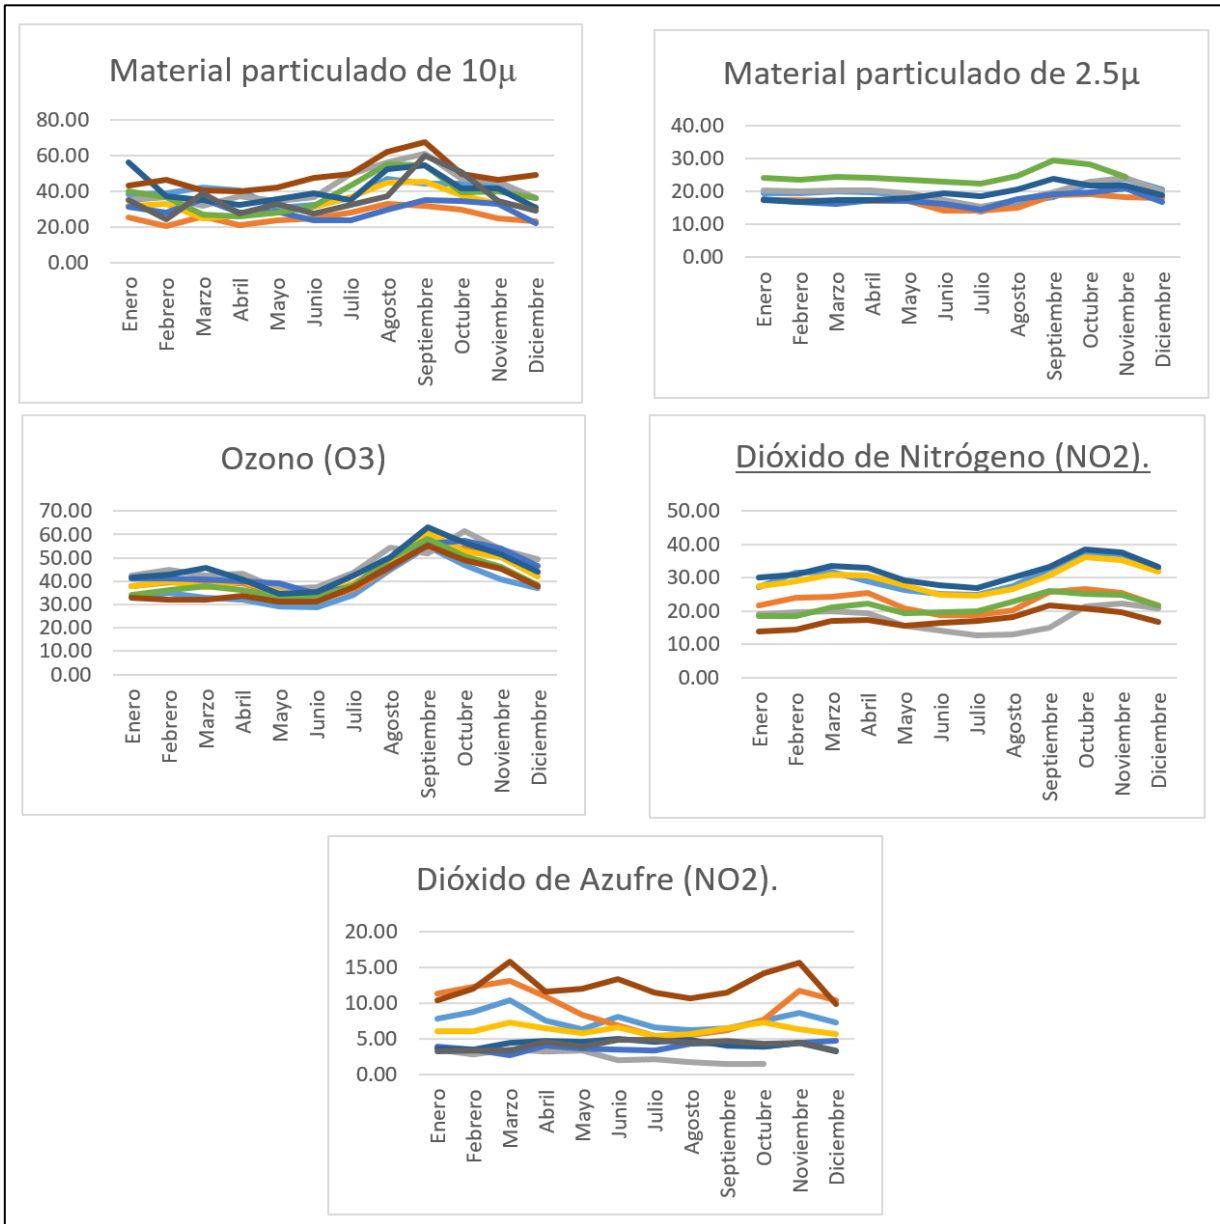 Material particulado de 10μ
80.00
60.00
40.00
20.00
0.00
Enero
Febrero
Marzo
Abril
Mayo
Junio
Julio
Agosto
Septiembre
Octubre
Noviembre
Diciembre
Material particulado de 2.5μ
40.00
30.00
20.00
10.00
0.00
Enero
Febrero
Marzo
Abril
Mayo
Junio
Julio
Agosto
Septiembre
Octubre
Noviembre
Diciembre
Ozono (O3)
70.00
60.00
50.00
40.00
30.00
20.00
10.00
0.00
Enero
Febrero
Marzo
Abril
Mayo
Junio
Julio
Agosto
Septiembre
Octubre
Noviembre
Diciembre
Dióxido de Nitrógeno (NO2).
50.00
40.00
30.00
20.00
10.00
0.00
Enero
Febrero
Marzo
Abril
Mayo
Junio
Julio
Agosto
Septiembre
Octubre
Noviembre
Diciembre
Dióxido de Azufre (NO2).
20.00
15.00
10.00
5.00
0.00
Enero
Febrero
Marzo
Abril
Mayo
Junio
Julio
Agosto
Septiembre
Octubre
Noviembre
Diciembre